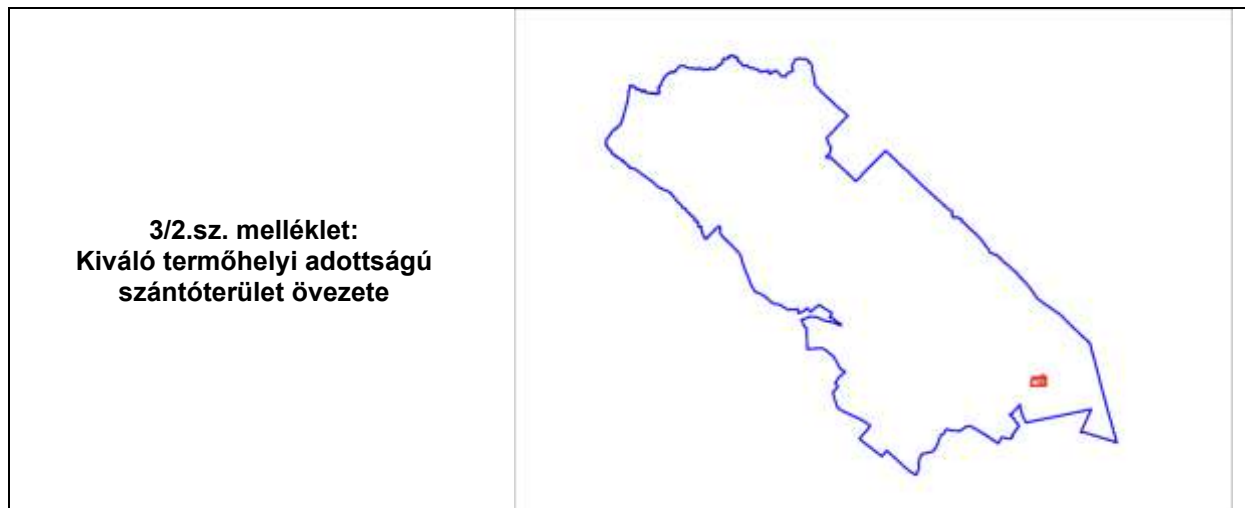 3/2.sz. melléklet:
Kiváló termőhelyi adottságú
szántóterület övezete